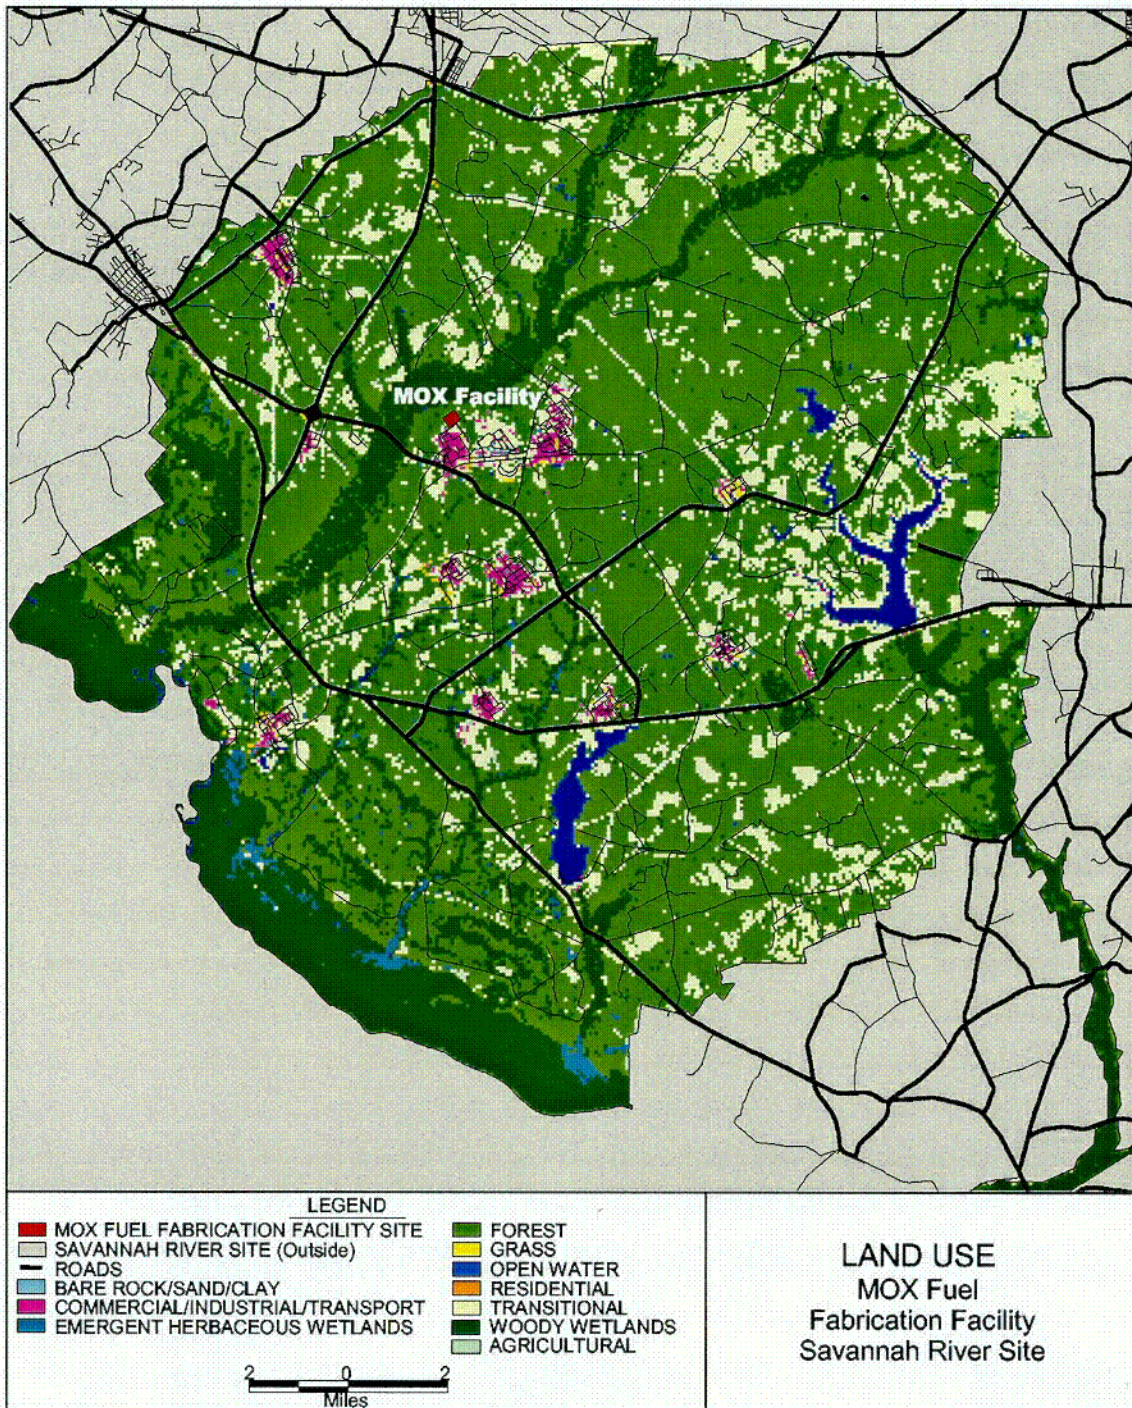 MOX Facility
LEGEND
MOX FUEL FABRICATION FACILITY SITE
SAVANNAH RIVER SITE (Outside)
ROADS
BARE ROCK/SAND/CLAY
COMMERCIAL/INDUSTRIAL/TRANSPORT
EMERGENT HERBACEOUS WETLANDS
FOREST
GRASS
OPEN WATER
RESIDENTIAL
TRANSITIONAL
WOODY WETLANDS
AGRICULTURAL
2 0 2
Miles
LAND USE
MOX Fuel
Fabrication Facility
Savannah River Site